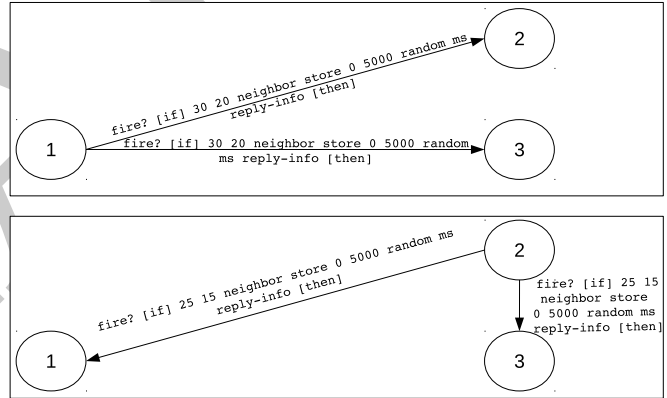 2
fire? [if] 30 20 neighbor store 0 5000 random ms
reply-info [then]
1
fire? [if] 30 20 neighbor store 0 5000 random
ms reply-info [then]
3
2
fire? [if] 25 15 neighbor store 0 5000 random ms
reply-info [then]
fire? [if] 25 15
neighbor store
0 5000 random ms
reply-info [then]
1
3